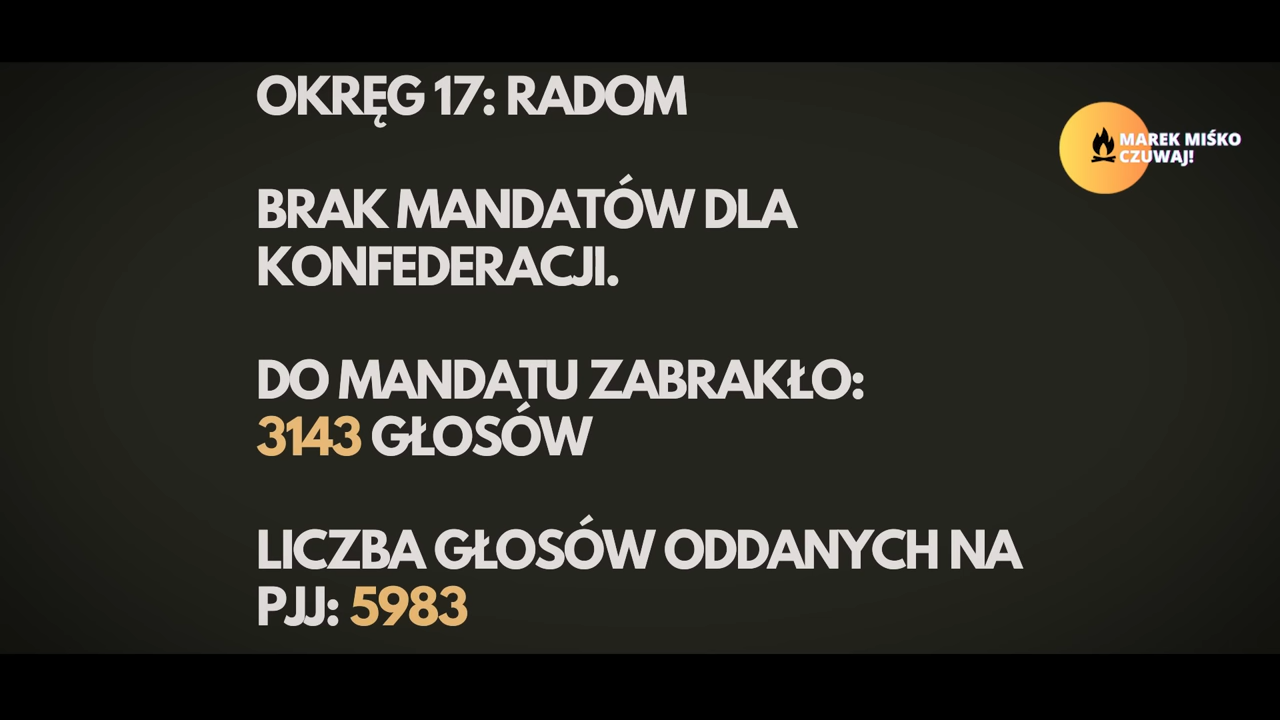 OKRĘG 17: RADOM
BRAK MANDATÓW DLA
KONFEDERACJI.
DO MANDATU ZABRAKŁO:
3143 GŁOSÓW
LICZBA GŁOSÓW ODDANYCH NA
PJJ: 5983
MAREK MIŚKO
CZUWAJ!